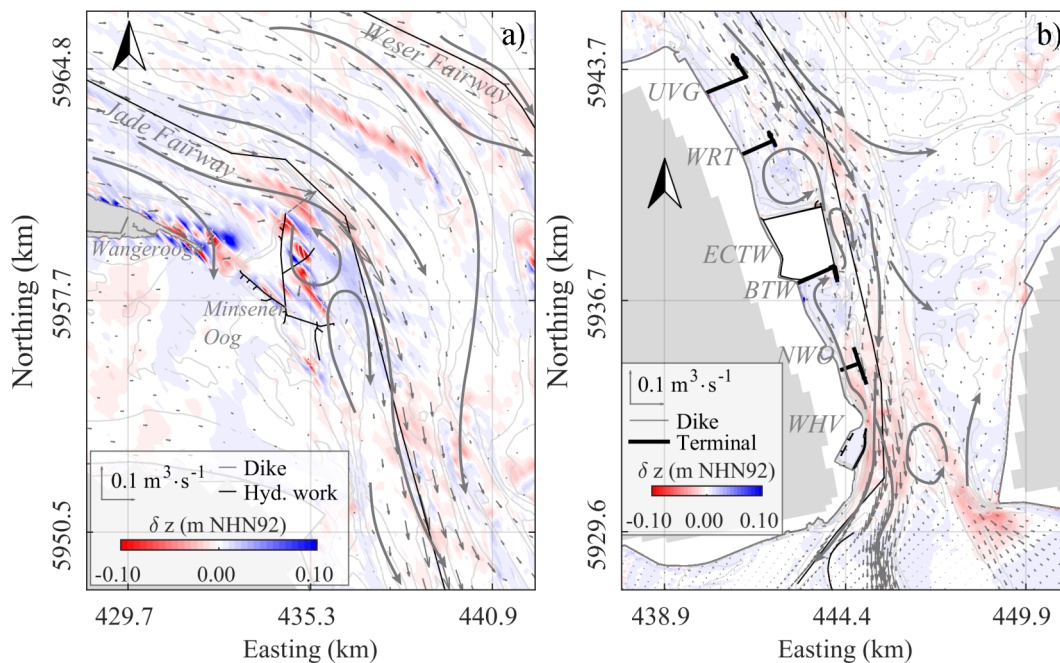 a)
Weser Fairway
Jade Fairway
Wangerooge
Minsener
Oog
0.1 m³·s⁻¹
Dike
Hyd. work
δ z (m NHN92)
-0.10 0.00 0.10
5964.8
5957.7
5950.5
Northing (km)
429.7 435.3 440.9
Easting (km)
b)
UVG
WRT
ECTW
BTW
NWO
WHV
0.1 m³·s⁻¹
Dike
Terminal
δ z (m NHN92)
-0.10 0.00 0.10
5943.7
5936.7
5929.6
Northing (km)
438.9 444.4 449.9
Easting (km)